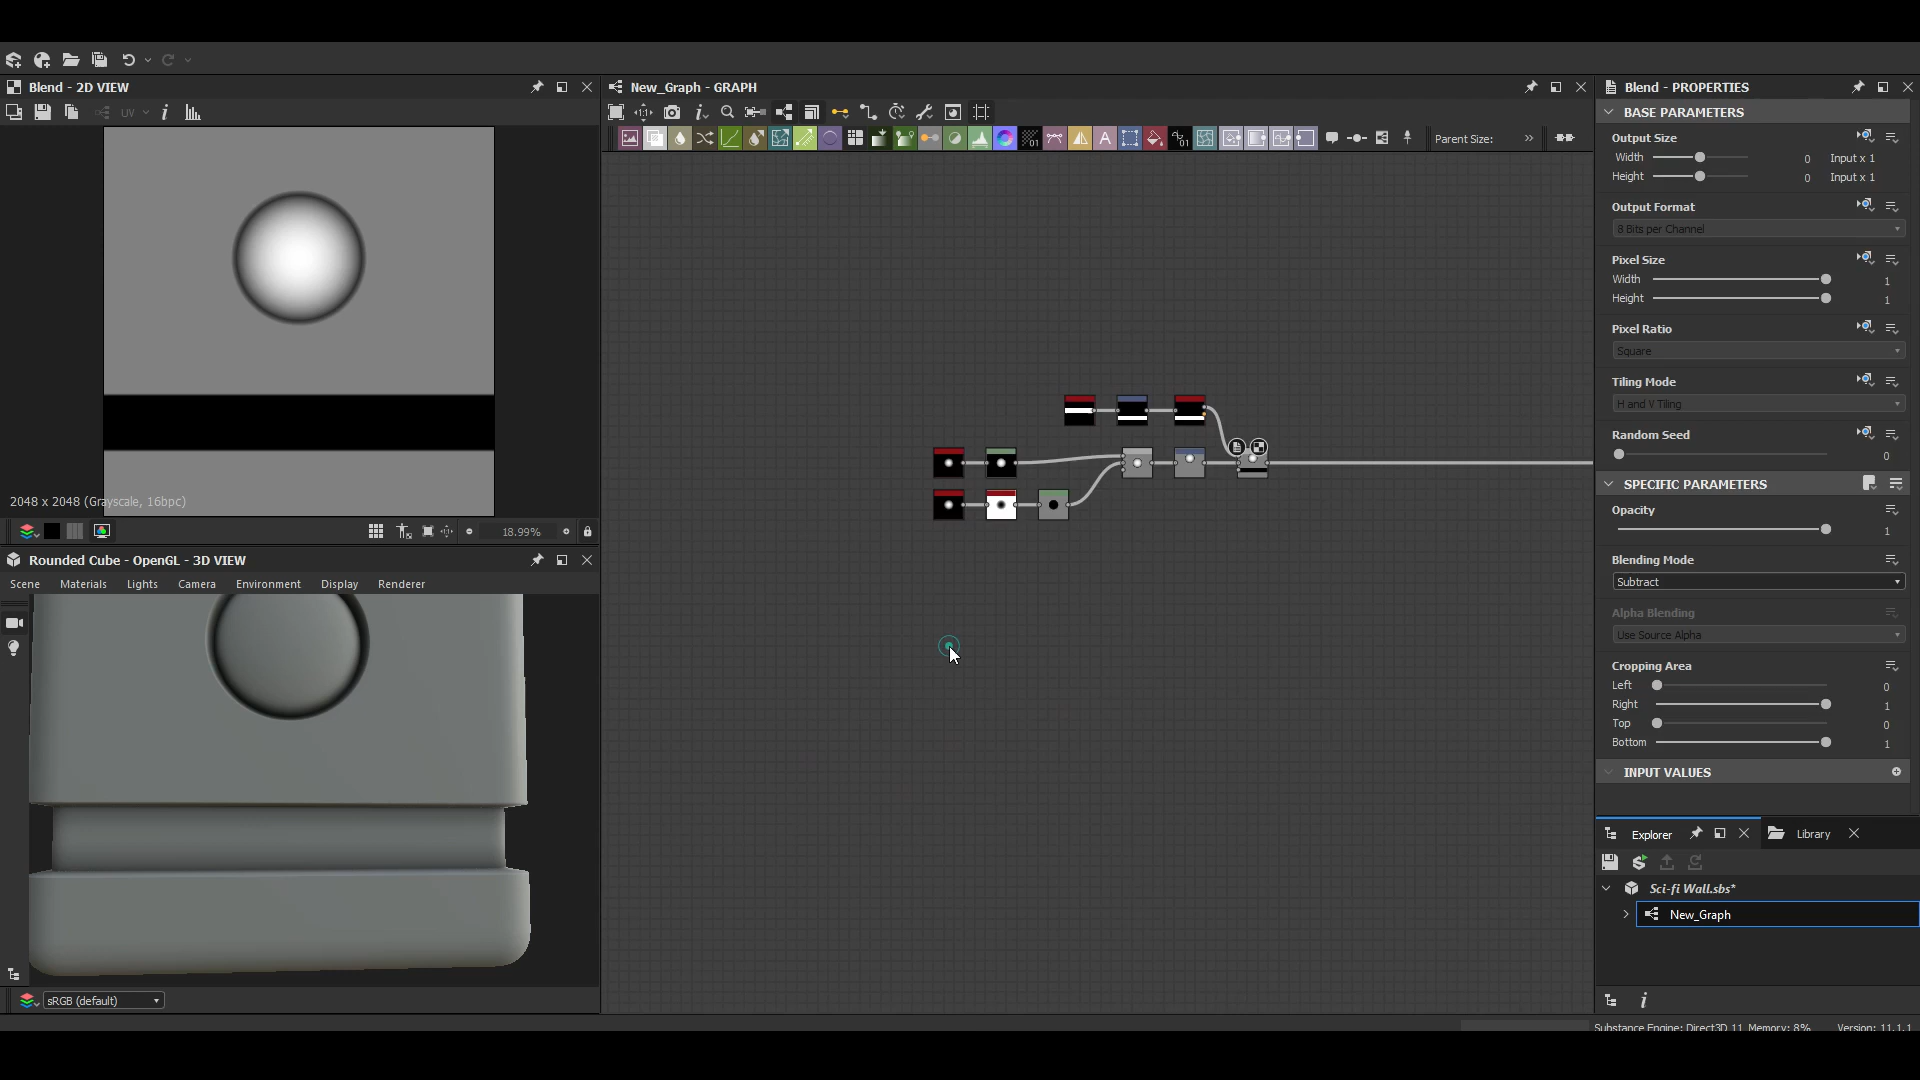 Blend - 2D VIEW
UV
2048 x 2048 (Grayscale, 16bpc)
18.99%
Rounded Cube - OpenGL - 3D VIEW
Scene
Materials
Lights
Camera
Environment
Display
Renderer
sRGB (default)
New_Graph - GRAPH
Parent Size:
Blend - PROPERTIES
BASE PARAMETERS
Output Size
Width 0 Input x 1
Height 0 Input x 1
Output Format
8 Bits per Channel
Pixel Size
Width 1
Height 1
Pixel Ratio
Square
Tiling Mode
H and V Tiling
Random Seed
0
SPECIFIC PARAMETERS
Opacity
1
Blending Mode
Subtract
Alpha Blending
Use Source Alpha
Cropping Area
Left 0
Right 1
Top 0
Bottom 1
INPUT VALUES
Explorer
Library
Sci-fi Wall.sbs*
New_Graph
Substance Engine: Direct3D 11 Memory: 8%
Version: 11.1.1